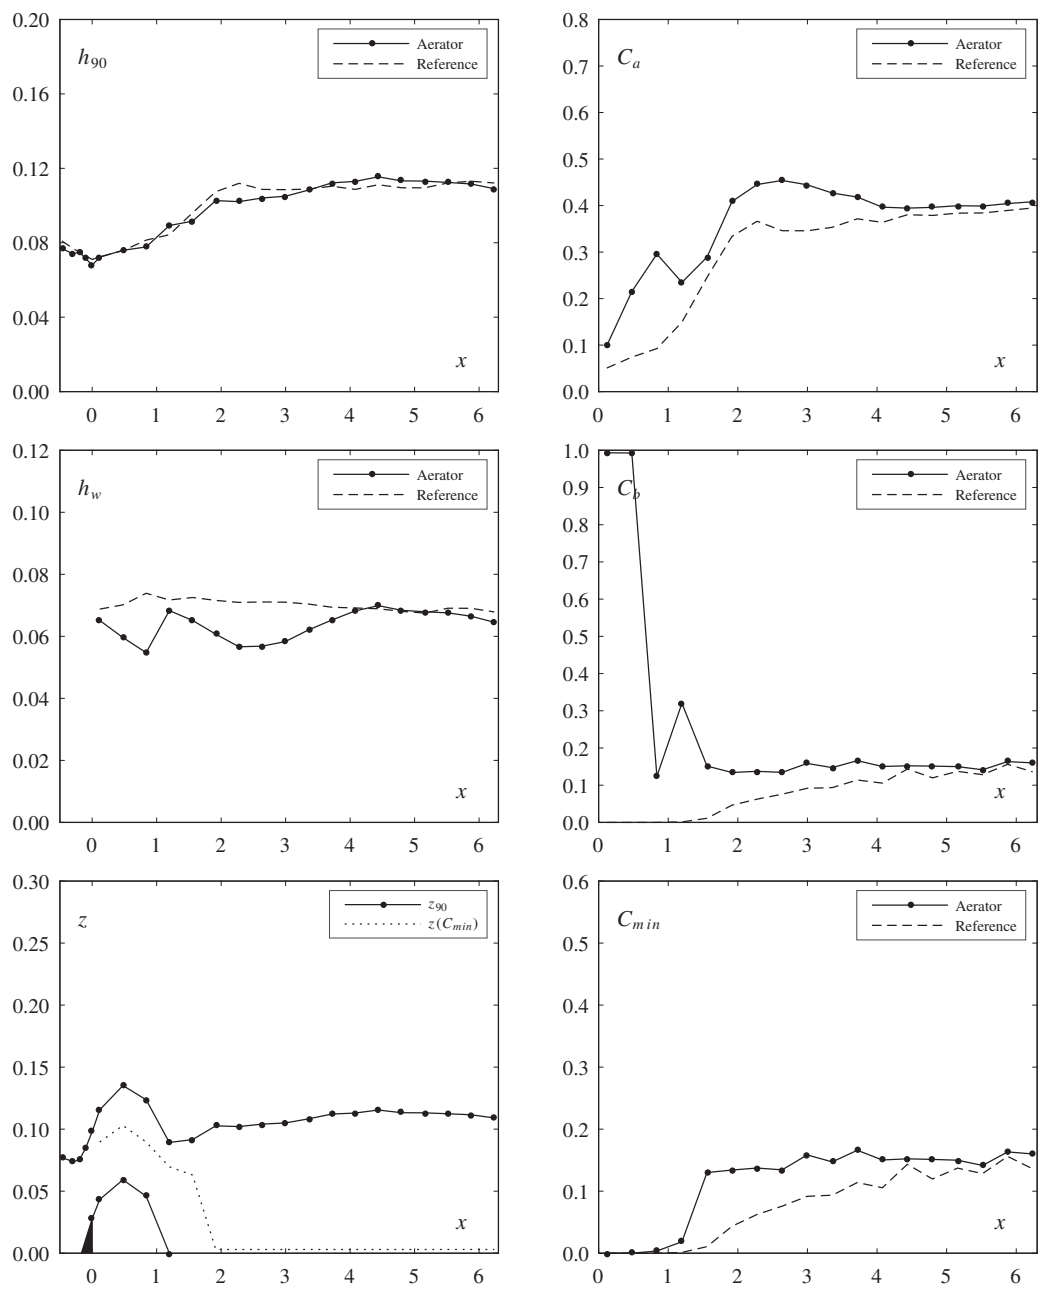 0.20
0.16
0.12
0.08
0.04
0.00
h90
Aerator
Reference
x
0 1 2 3 4 5 6
0.8
0.7
0.6
0.5
0.4
0.3
0.2
0.1
0.0
Ca
Aerator
Reference
x
0 1 2 3 4 5 6
0.12
0.10
0.08
0.06
0.04
0.02
0.00
hw
Aerator
Reference
x
0 1 2 3 4 5 6
1.0
0.9
0.8
0.7
0.6
0.5
0.4
0.3
0.2
0.1
0.0
Cb
Aerator
Reference
x
0 1 2 3 4 5 6
0.30
0.25
0.20
0.15
0.10
0.05
0.00
z
z90
z(Cmin)
x
0 1 2 3 4 5 6
0.6
0.5
0.4
0.3
0.2
0.1
0.0
Cmin
Aerator
Reference
x
0 1 2 3 4 5 6